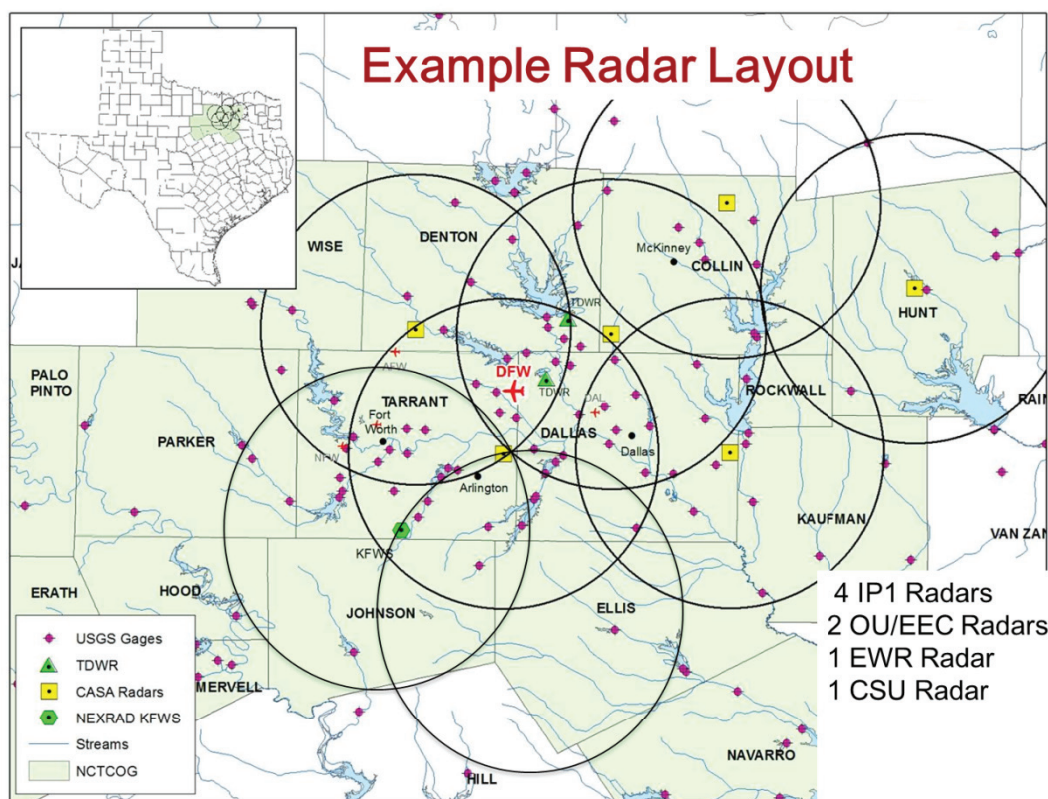 Example Radar Layout
WISE
DENTON
McKinney
COLLIN
HUNT
TDWR
AFW
DFW
TDWR
DAL
PALO
PINTO
TARRANT
ROCKWALL
RAIN
Fort
Worth
PARKER
NFW
DALLAS
Dallas
Arlington
KAUFMAN
KFWS
VAN ZAN
ERATH
HOOD
JOHNSON
ELLIS
4 IP1 Radars
2 OU/EEC Radars
1 EWR Radar
1 CSU Radar
USGS Gages
TDWR
CASA Radars
NEXRAD KFWS
Streams
NCTCOG
MERVELL
HILL
NAVARRO